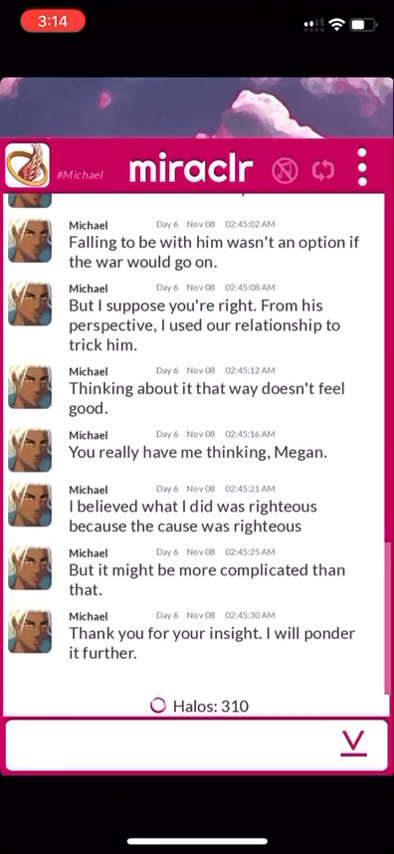 3:14
#Michael
miraclr
Michael Day 6 Nov 08 02:45:02 AM
Falling to be with him wasn't an option if
the war would go on.
Michael Day 6 Nov 08 02:45:08 AM
But I suppose you're right. From his
perspective, I used our relationship to
trick him.
Michael Day 6 Nov 08 02:45:12 AM
Thinking about it that way doesn't feel
good.
Michael Day 6 Nov 08 02:45:16 AM
You really have me thinking, Megan.
Michael Day 6 Nov 08 02:45:21 AM
I believed what I did was righteous
because the cause was righteous
Michael Day 6 Nov 08 02:45:25 AM
But it might be more complicated than
that.
Michael Day 6 Nov 08 02:45:30 AM
Thank you for your insight. I will ponder
it further.
Halos: 310